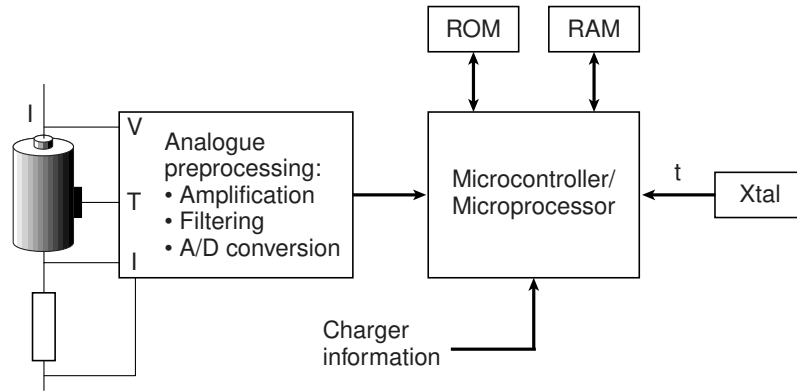 ROM
RAM
I
V
Analogue
preprocessing:
• Amplification
• Filtering
• A/D conversion
T
I
Microcontroller/
Microprocessor
t
Xtal
Charger
information